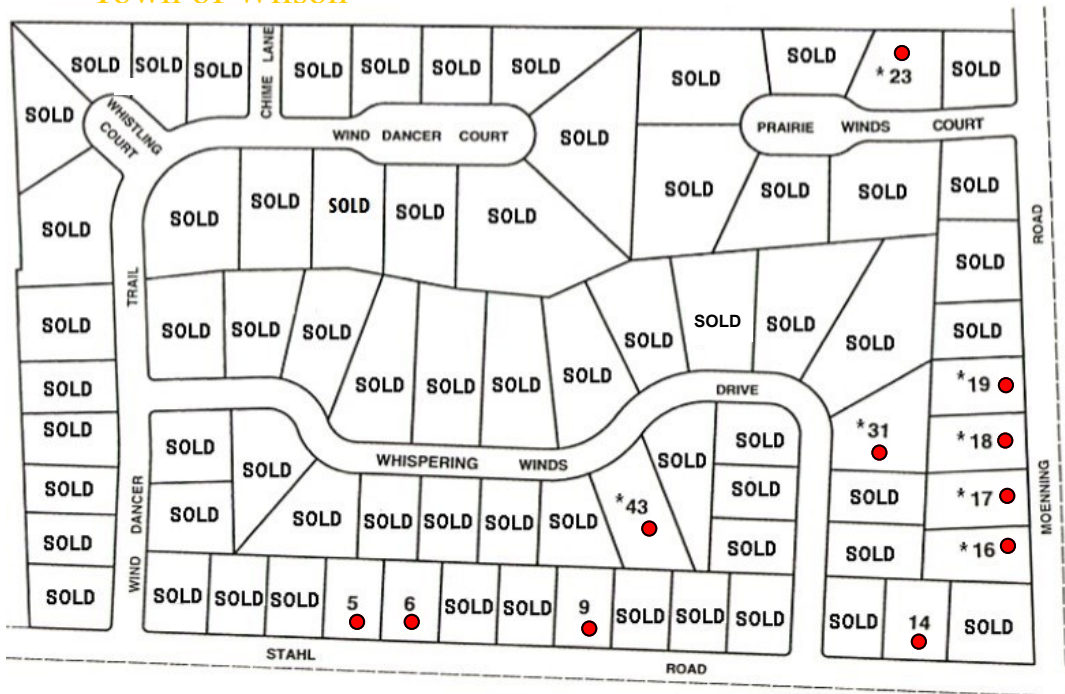 Town of Wilson
SOLD SOLD SOLD CHIME LANE SOLD SOLD SOLD SOLD
SOLD SOLD *23 SOLD
SOLD WHISTLING COURT WIND DANCER COURT SOLD
PRAIRIE WINDS COURT
SOLD SOLD SOLD SOLD SOLD
SOLD SOLD SOLD SOLD
SOLD TRAIL SOLD ROAD
SOLD SOLD SOLD SOLD SOLD SOLD SOLD SOLD SOLD
SOLD SOLD SOLD SOLD SOLD
DRIVE *19
SOLD SOLD SOLD *31 *18
SOLD SOLD WHISPERING WINDS SOLD
SOLD SOLD SOLD *17
SOLD SOLD SOLD SOLD SOLD SOLD *43
WIND DANCER MOENNING
SOLD SOLD SOLD *16
SOLD SOLD SOLD SOLD 5 6 SOLD SOLD 9 SOLD SOLD SOLD SOLD 14 SOLD
STAHL ROAD